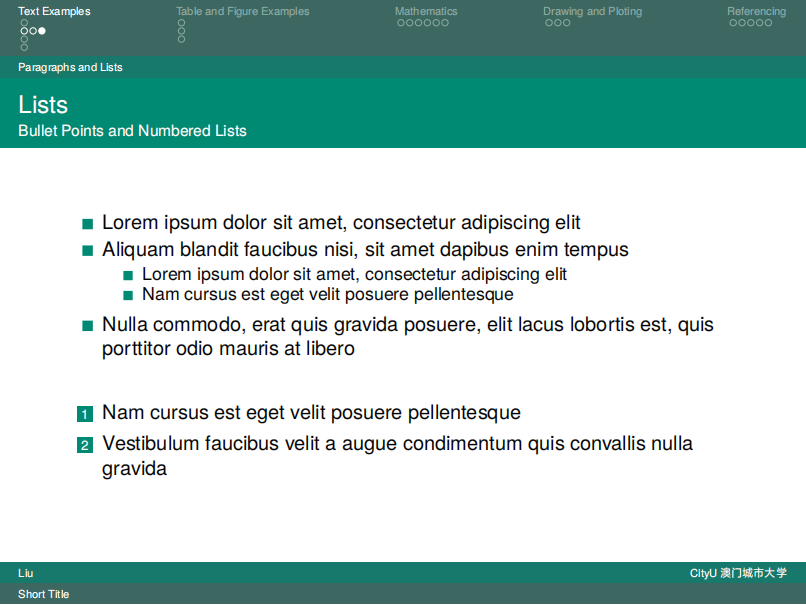 Text Examples
Table and Figure Examples
Mathematics
Drawing and Ploting
Referencing
Paragraphs and Lists
Lists
Bullet Points and Numbered Lists
Lorem ipsum dolor sit amet, consectetur adipiscing elit
Aliquam blandit faucibus nisi, sit amet dapibus enim tempus
Lorem ipsum dolor sit amet, consectetur adipiscing elit
Nam cursus est eget velit posuere pellentesque
Nulla commodo, erat quis gravida posuere, elit lacus lobortis est, quis
porttitor odio mauris at libero
1 Nam cursus est eget velit posuere pellentesque
2 Vestibulum faucibus velit a augue condimentum quis convallis nulla
gravida
Liu
CityU 澳门城市大学
Short Title